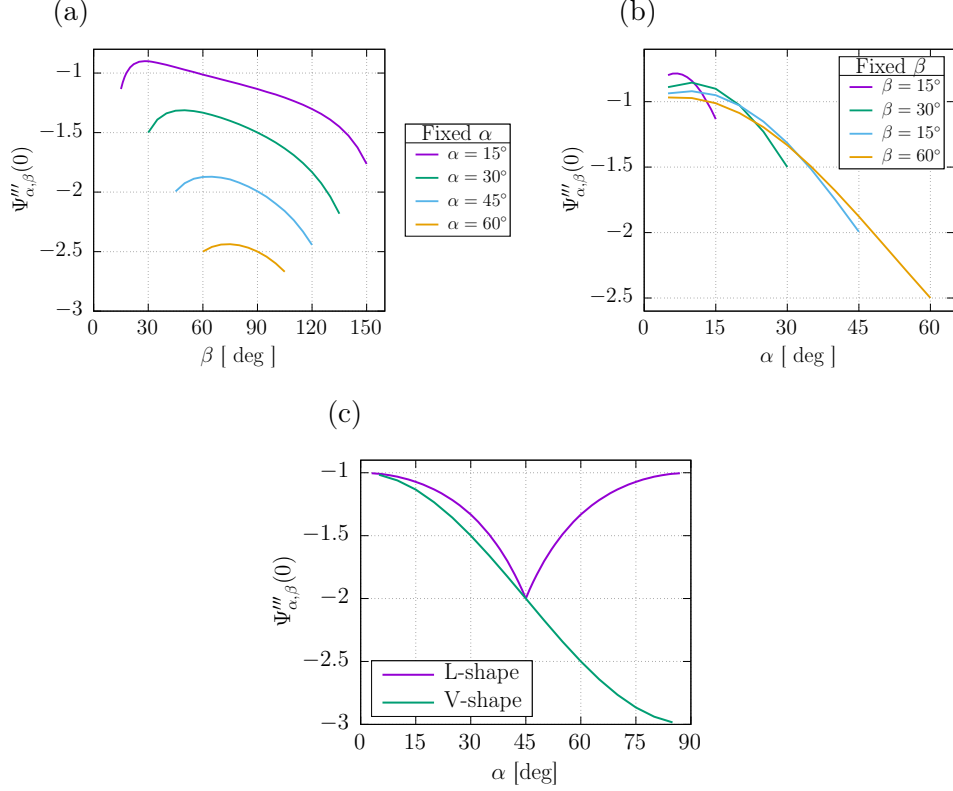 (a)
−1
−1.5
−2
−2.5
−3
0 30 60 90 120 150
β [ deg ]
Ψ′′′α,β(0)
Fixed α
α = 15°
α = 30°
α = 45°
α = 60°
(b)
−1
−1.5
−2
−2.5
0 15 30 45 60
α [ deg ]
Ψ′′′α,β(0)
Fixed β
β = 15°
β = 30°
β = 15°
β = 60°
(c)
−1
−1.5
−2
−2.5
−3
0 15 30 45 60 75 90
α [deg]
Ψ′′′α,β(0)
L-shape
V-shape